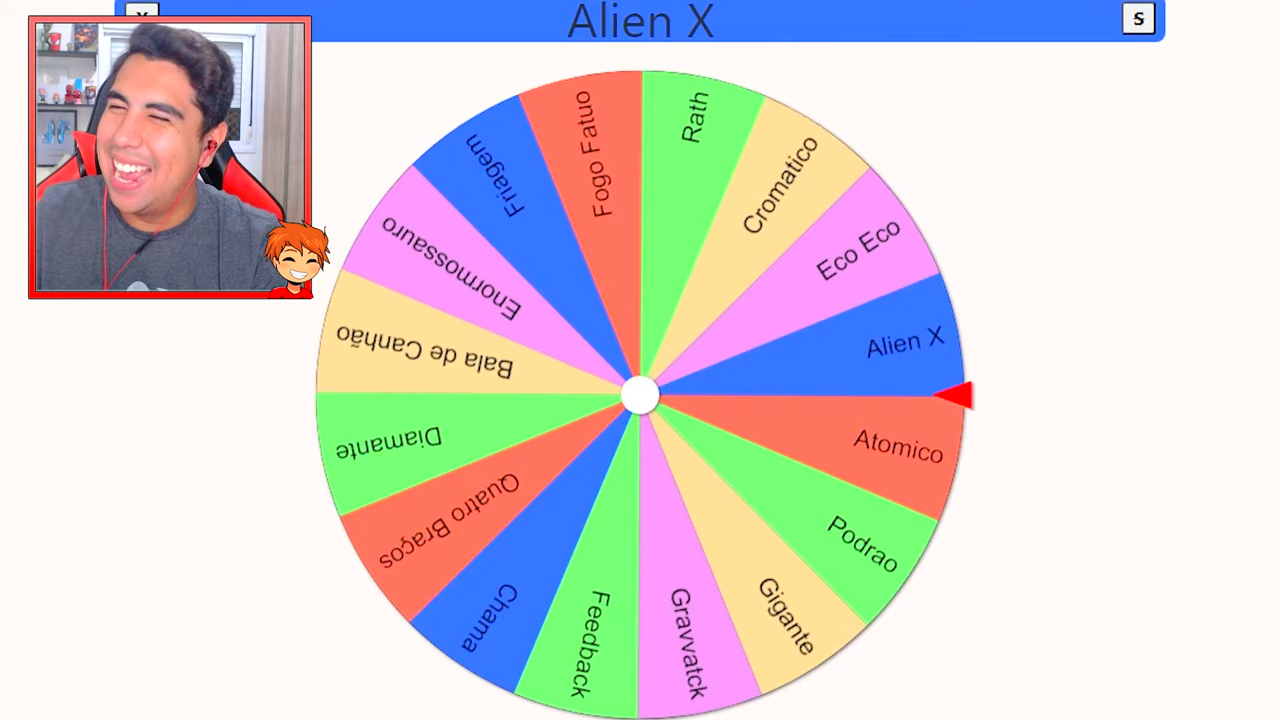 Alien X
S
Rath
Cromatico
Eco Eco
Alien X
Atomico
Podrao
Gigante
Gravvatck
Feedback
Chama
Quatro Braços
Diamante
Bala de Canhão
Enormossauro
Friagem
Fogo Fatuo